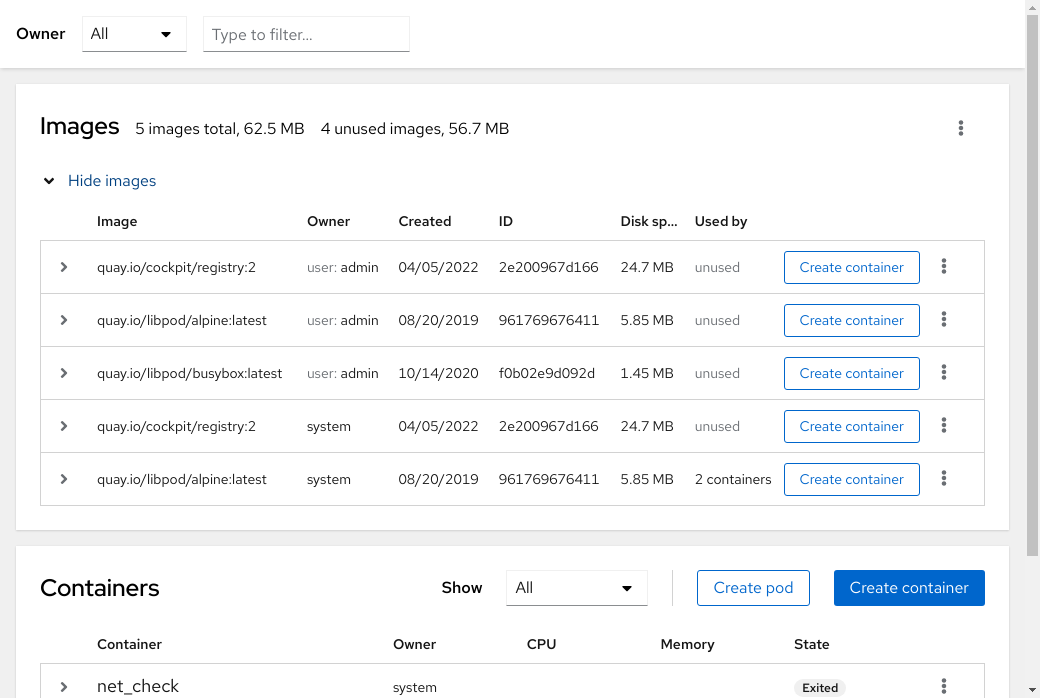 Owner All Type to filter...
Images 5 images total, 62.5 MB 4 unused images, 56.7 MB
Hide images
Image Owner Created ID Disk sp... Used by
quay.io/cockpit/registry:2 user: admin 04/05/2022 2e200967d166 24.7 MB unused Create container
quay.io/libpod/alpine:latest user: admin 08/20/2019 961769676411 5.85 MB unused Create container
quay.io/libpod/busybox:latest user: admin 10/14/2020 f0b02e9d092d 1.45 MB unused Create container
quay.io/cockpit/registry:2 system 04/05/2022 2e200967d166 24.7 MB unused Create container
quay.io/libpod/alpine:latest system 08/20/2019 961769676411 5.85 MB 2 containers Create container
Containers Show All Create pod Create container
Container Owner CPU Memory State
net_check system Exited